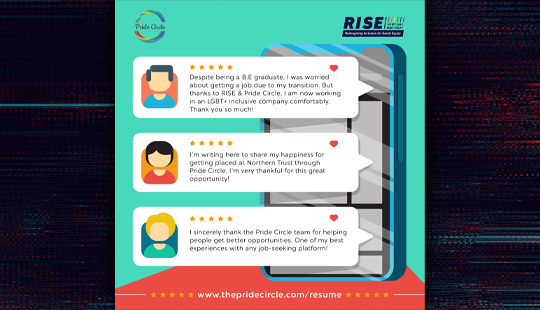 Pride Circle
RISE
Reimagining Inclusion for Social Equity
Despite being a B.E graduate, I was worried
about getting a job due to my transition. But
thanks to RISE & Pride Circle, I am now working
in an LGBT+ inclusive company comfortably.
Thank you so much!
I'm writing here to share my happiness for
getting placed at Northern Trust through
Pride Circle. I'm very thankful for this great
opportunity!
I sincerely thank the Pride Circle team for helping
people get better opportunities. One of my best
experiences with any job-seeking platform!
www.thepridecircle.com/resume